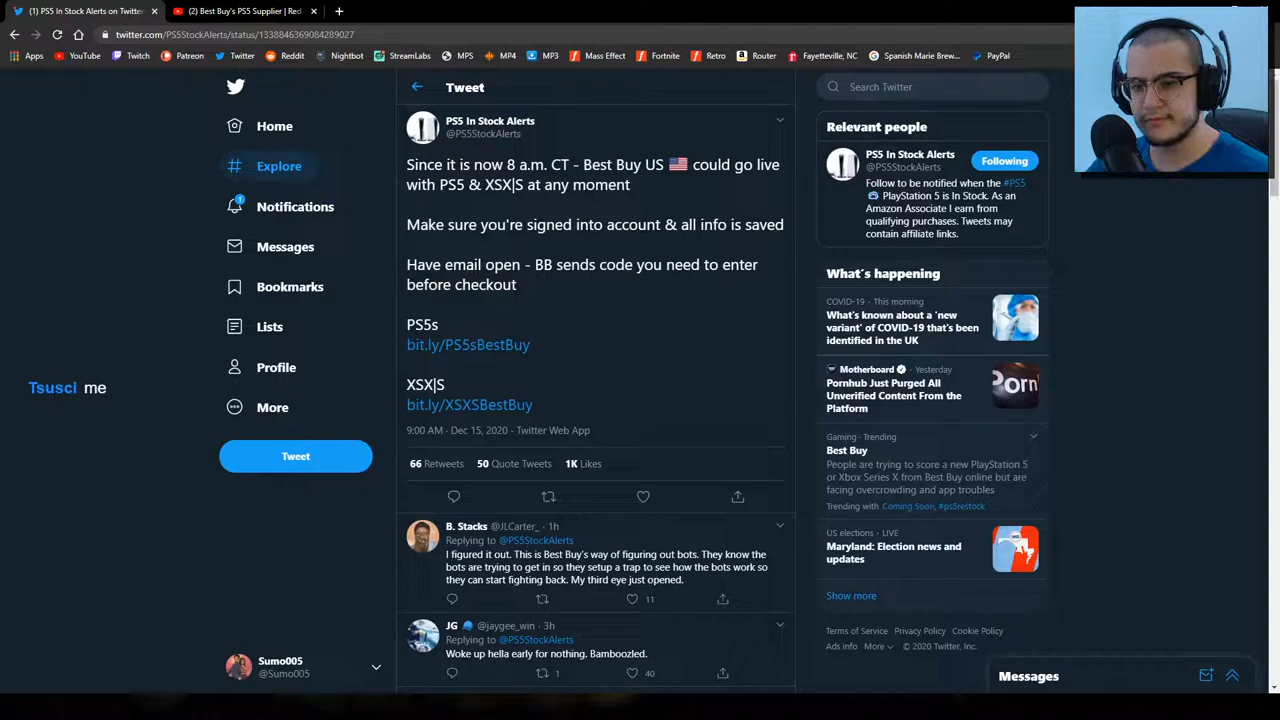 (1) PS5 In Stock Alerts on Twitter
(2) Best Buy's PS5 Supplier | Red
twitter.com/PS5StockAlerts/status/1338846369084289027
Apps YouTube Twitch Patreon Twitter Reddit Nightbot StreamLabs MPS MP4 MP3 Mass Effect Fortnite Retro Router Fayetteville, NC Spanish Marie Brew... PayPal
Home
Explore
1
Notifications
Messages
Bookmarks
Lists
Profile
More
Tweet
Tsusci me
Sumo005
@Sumo005
Tweet
PS5 In Stock Alerts
@PS5StockAlerts
Since it is now 8 a.m. CT - Best Buy US 🇺🇸 could go live
with PS5 & XSX|S at any moment
Make sure you're signed into account & all info is saved
Have email open - BB sends code you need to enter
before checkout
PS5s
bit.ly/PS5sBestBuy
XSX|S
bit.ly/XSXSBestBuy
9:00 AM · Dec 15, 2020 · Twitter Web App
66 Retweets 50 Quote Tweets 1K Likes
B. Stacks @JLCarter_ · 1h
Replying to @PS5StockAlerts
I figured it out. This is Best Buy's way of figuring out bots. They know the
bots are trying to get in so they setup a trap to see how the bots work so
they can start fighting back. My third eye just opened.
11
JG 🧢 @jaygee_win · 3h
Replying to @PS5StockAlerts
Woke up hella early for nothing. Bamboozled.
1 40
Search Twitter
Relevant people
PS5 In Stock Alerts
@PS5StockAlerts
Following
Follow to be notified when the #PS5
PlayStation 5 is In Stock. As an
Amazon Associate I earn from
qualifying purchases. Tweets may
contain affiliate links.
What's happening
COVID-19 · This morning
What's known about a 'new
variant' of COVID-19 that's been
identified in the UK
Motherboard · Yesterday
Pornhub Just Purged All
Unverified Content From the
Platform
Porn
Gaming · Trending
Best Buy
People are trying to score a new PlayStation 5
or Xbox Series X from Best Buy online but are
facing overcrowding and app troubles
Trending with Coming Soon, #ps5restock
US elections · LIVE
Maryland: Election news and
updates
Show more
Terms of Service Privacy Policy Cookie Policy
Ads info More © 2020 Twitter, Inc.
Messages